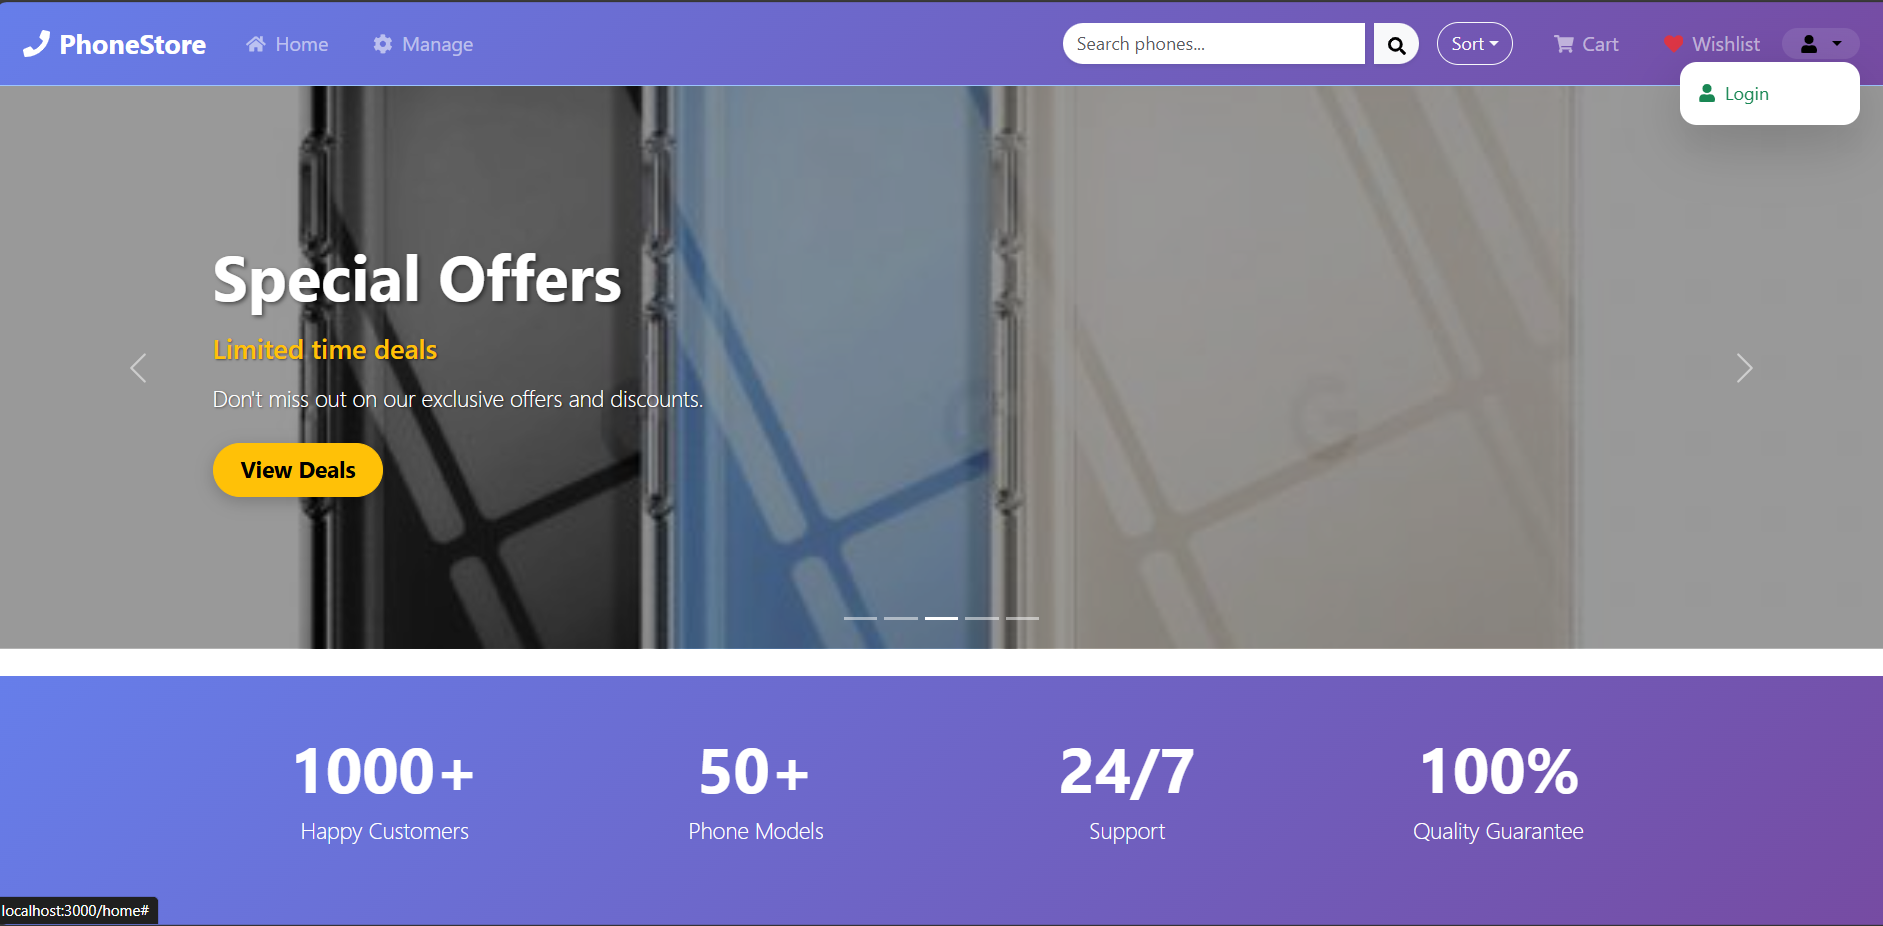 PhoneStore
Home
Manage
Search phones...
Sort
Cart
Wishlist
Login
Special Offers
Limited time deals
Don't miss out on our exclusive offers and discounts.
View Deals
1000+
Happy Customers
50+
Phone Models
24/7
Support
100%
Quality Guarantee
localhost:3000/home#